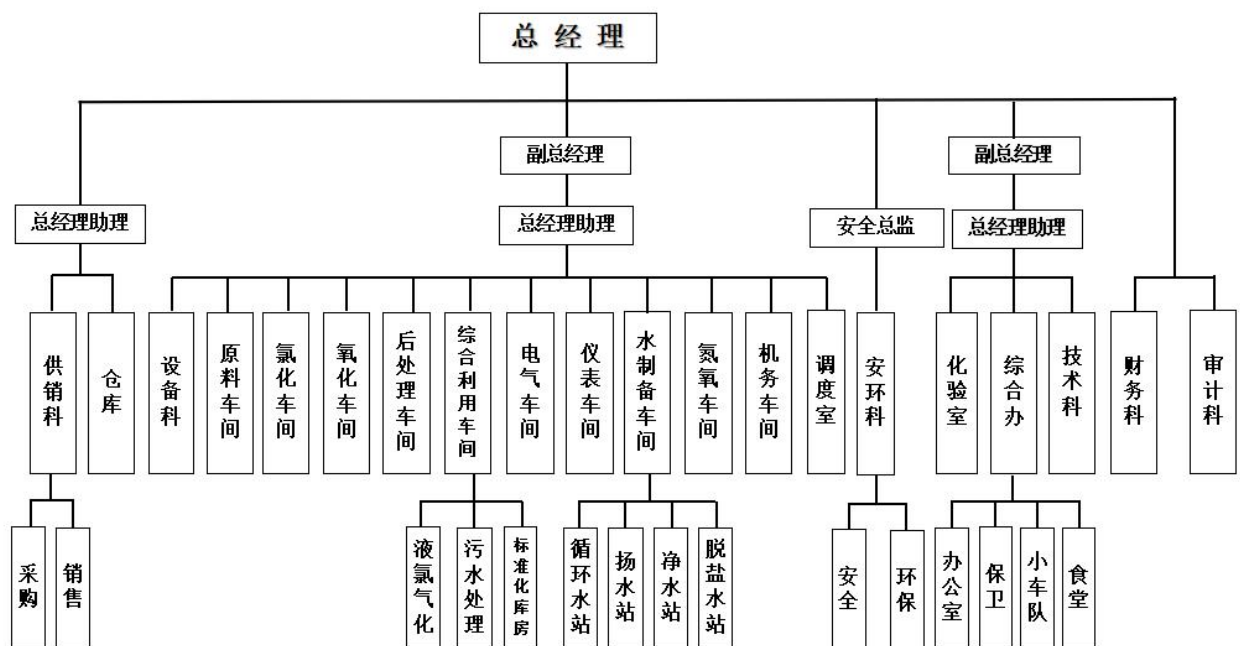 总经理
副总经理
副总经理
总经理助理
总经理助理
安全总监
总经理助理
供销科
仓库
设备科
原料车间
氯化车间
氧化车间
后处理车间
综合利用车间
电气车间
仪表车间
水制备车间
氮氧车间
机务车间
调度室
安环科
化验室
综合办
技术科
财务科
审计科
采购
销售
液氯气化
污水处理
标准化库房
循环水站
扬水站
净水站
脱盐水站
安全
环保
办公室
保卫
小车队
食堂